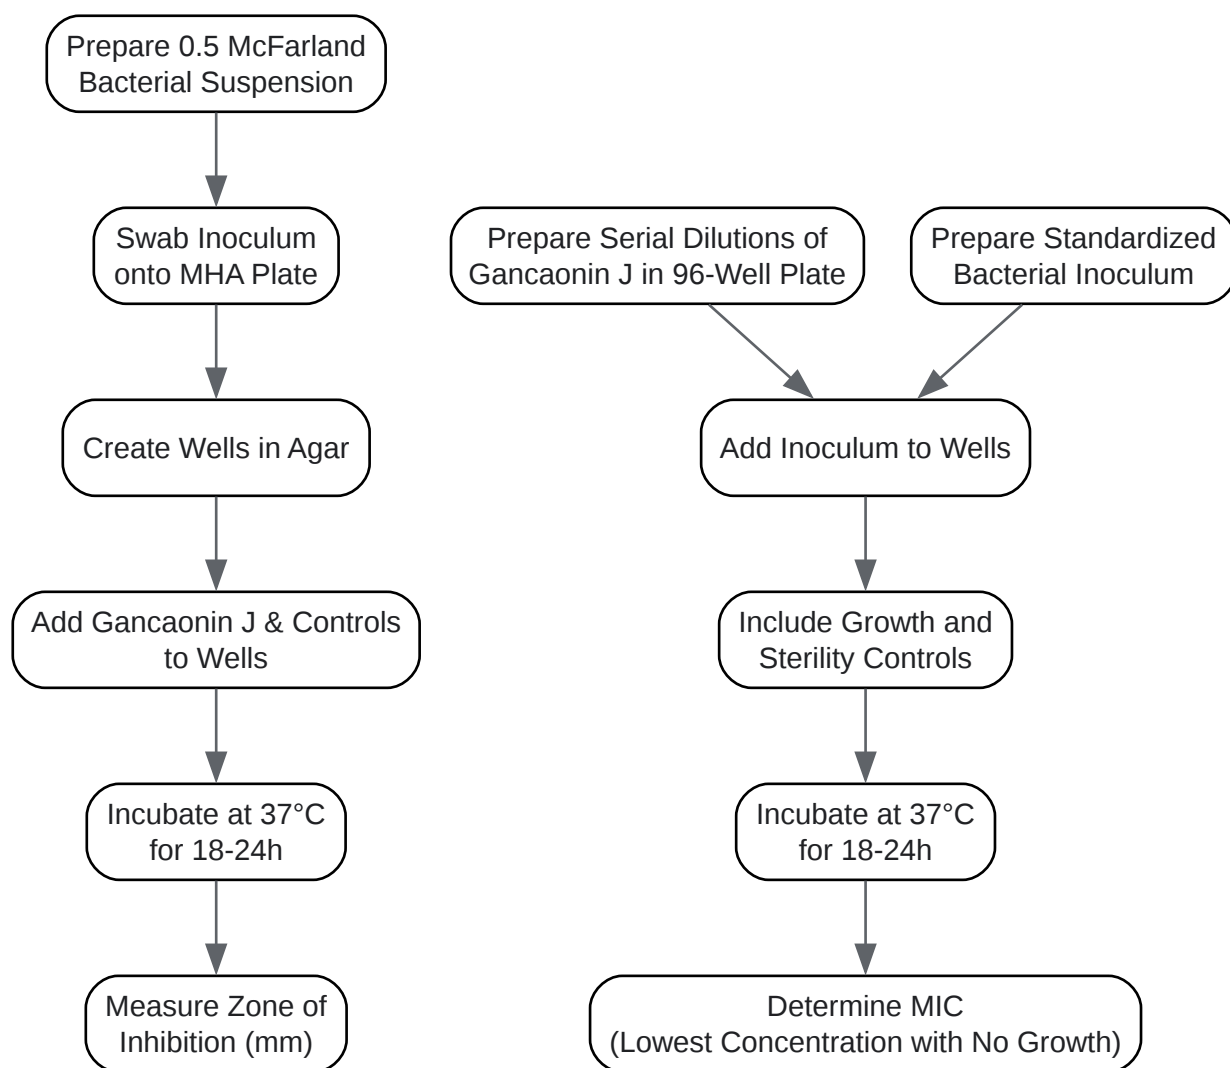 Prepare 0.5 McFarland
Bacterial Suspension
Swab Inoculum
onto MHA Plate
Create Wells in Agar
Add Gancaonin J & Controls
to Wells
Incubate at 37°C
for 18-24h
Measure Zone of
Inhibition (mm)
Prepare Serial Dilutions of
Gancaonin J in 96-Well Plate
Prepare Standardized
Bacterial Inoculum
Add Inoculum to Wells
Include Growth and
Sterility Controls
Incubate at 37°C
for 18-24h
Determine MIC
(Lowest Concentration with No Growth)